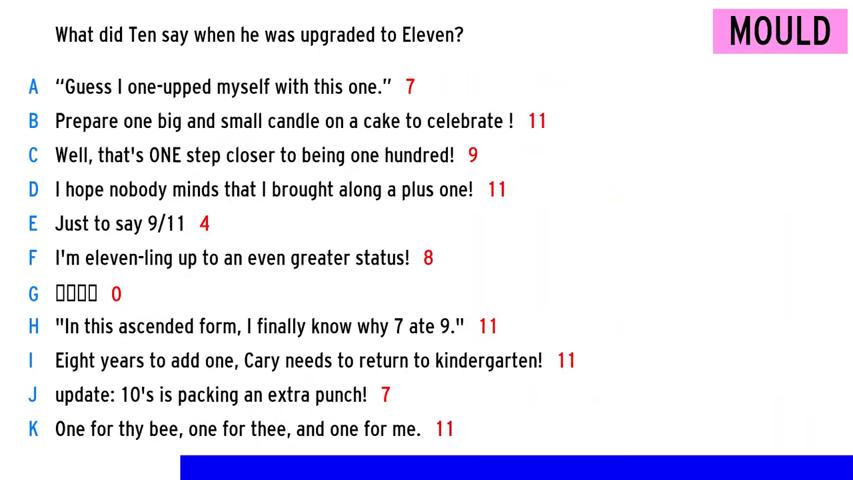 What did Ten say when he was upgraded to Eleven?
MOULD
A “Guess I one-upped myself with this one.” 7
B Prepare one big and small candle on a cake to celebrate ! 11
C Well, that's ONE step closer to being one hundred! 9
D I hope nobody minds that I brought along a plus one! 11
E Just to say 9/11 4
F I'm eleven-ling up to an even greater status! 8
G 0
H "In this ascended form, I finally know why 7 ate 9." 11
I Eight years to add one, Cary needs to return to kindergarten! 11
J update: 10's is packing an extra punch! 7
K One for thy bee, one for thee, and one for me. 11